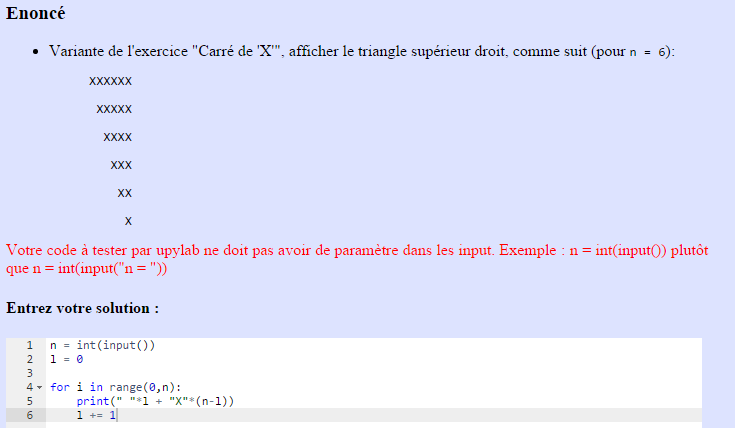 Enoncé
• Variante de l'exercice "Carré de 'X'", afficher le triangle supérieur droit, comme suit (pour n = 6):
XXXXXX
XXXXX
XXXX
XXX
XX
X
Votre code à tester par upylab ne doit pas avoir de paramètre dans les input. Exemple : n = int(input()) plutôt
que n = int(input("n = "))
Entrez votre solution :
1 n = int(input())
2 l = 0
3
4 for i in range(0,n):
5     print(" "*l + "X"*(n-l))
6     l += 1